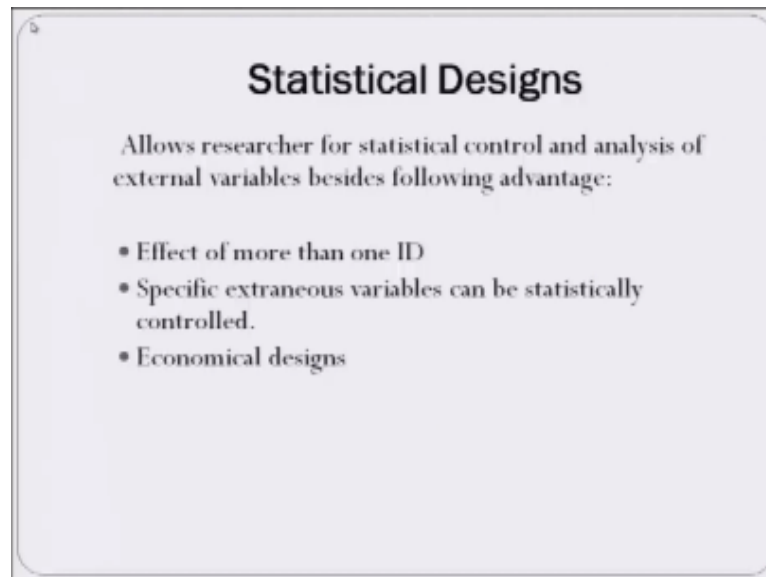 Statistical Designs
Allows researcher for statistical control and analysis of
external variables besides following advantage:
• Effect of more than one ID
• Specific extraneous variables can be statistically
controlled.
• Economical designs